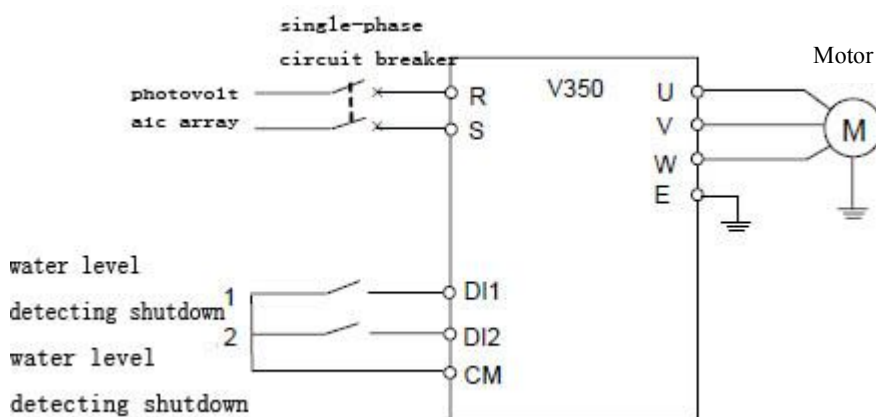 single-phase
circuit breaker
Motor
photovolt
aic array
R
S
V350
U
V
W
E
M
water level
detecting shutdown
water level
detecting shutdown
1
2
DI1
DI2
CM